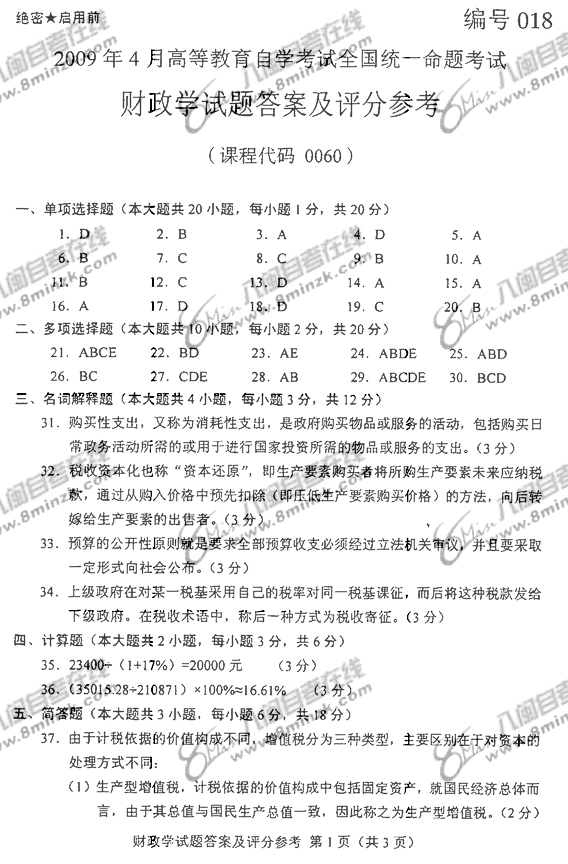 绝密★启用前
编号 018
2009 年 4 月高等教育自学考试全国统一命题考试
财政学试题答案及评分参考
（课程代码 0060）
一、单项选择题（本大题共 20 小题，每小题 1 分，共 20 分）
1. D 2. B 3. A 4. D 5. A
6. B 7. C 8. C 9. B 10. A
11. B 12. C 13. D 14. A 15. A
16. A 17. D 18. D 19. C 20. B
二、多项选择题（本大题共 10 小题，每小题 2 分，共 20 分）
21. ABCE 22. BD 23. AE 24. ABDE 25. ABD
26. BC 27. CDE 28. AB 29. ABCDE 30. BCD
三、名词解释题（本大题共 4 小题，每小题 3 分，共 12 分）
31. 购买性支出，又称为消耗性支出，是政府购买物品或服务的活动，包括购买日
常政务活动所需的或用于进行国家投资所需的物品或服务的支出。（3 分）
32. 税收资本化也称“资本还原”，即生产要素购买者将所购生产要素未来应纳税
款，通过从购入价格中预先扣除（即压低生产要素购买价格）的方法，向后转
嫁给生产要素的出售者。（3 分）
33. 预算的公开性原则就是要求全部预算收支必须经过立法机关审议，并且要采取
一定形式向社会公布。（3 分）
34. 上级政府在对某一税基采用自己的税率对同一税基课征，而后将这种税款发给
下级政府。在税收术语中，称后一种方式为税收寄征。（3 分）
四、计算题（本大题共 2 小题，每小题 3 分，共 6 分）
35. 23400÷（1+17%）=20000 元 （3 分）
36.（35015.28÷210871）×100%≈16.61% （3 分）
五、简答题（本大题共 3 小题，每小题 6 分，共 18 分）
37. 由于计税依据的价值构成不同，增值税分为三种类型，主要区别在于对资本的
处理方式不同：
（1）生产型增值税，计税依据的价值构成中包括固定资产，就国民经济总体而
言，由于其总值与国民生产总值一致，因此称之为生产型增值税。（2 分）
财政学试题答案及评分参考 第 1 页（共 3 页）
八闽自考在线
www.8minzk.com